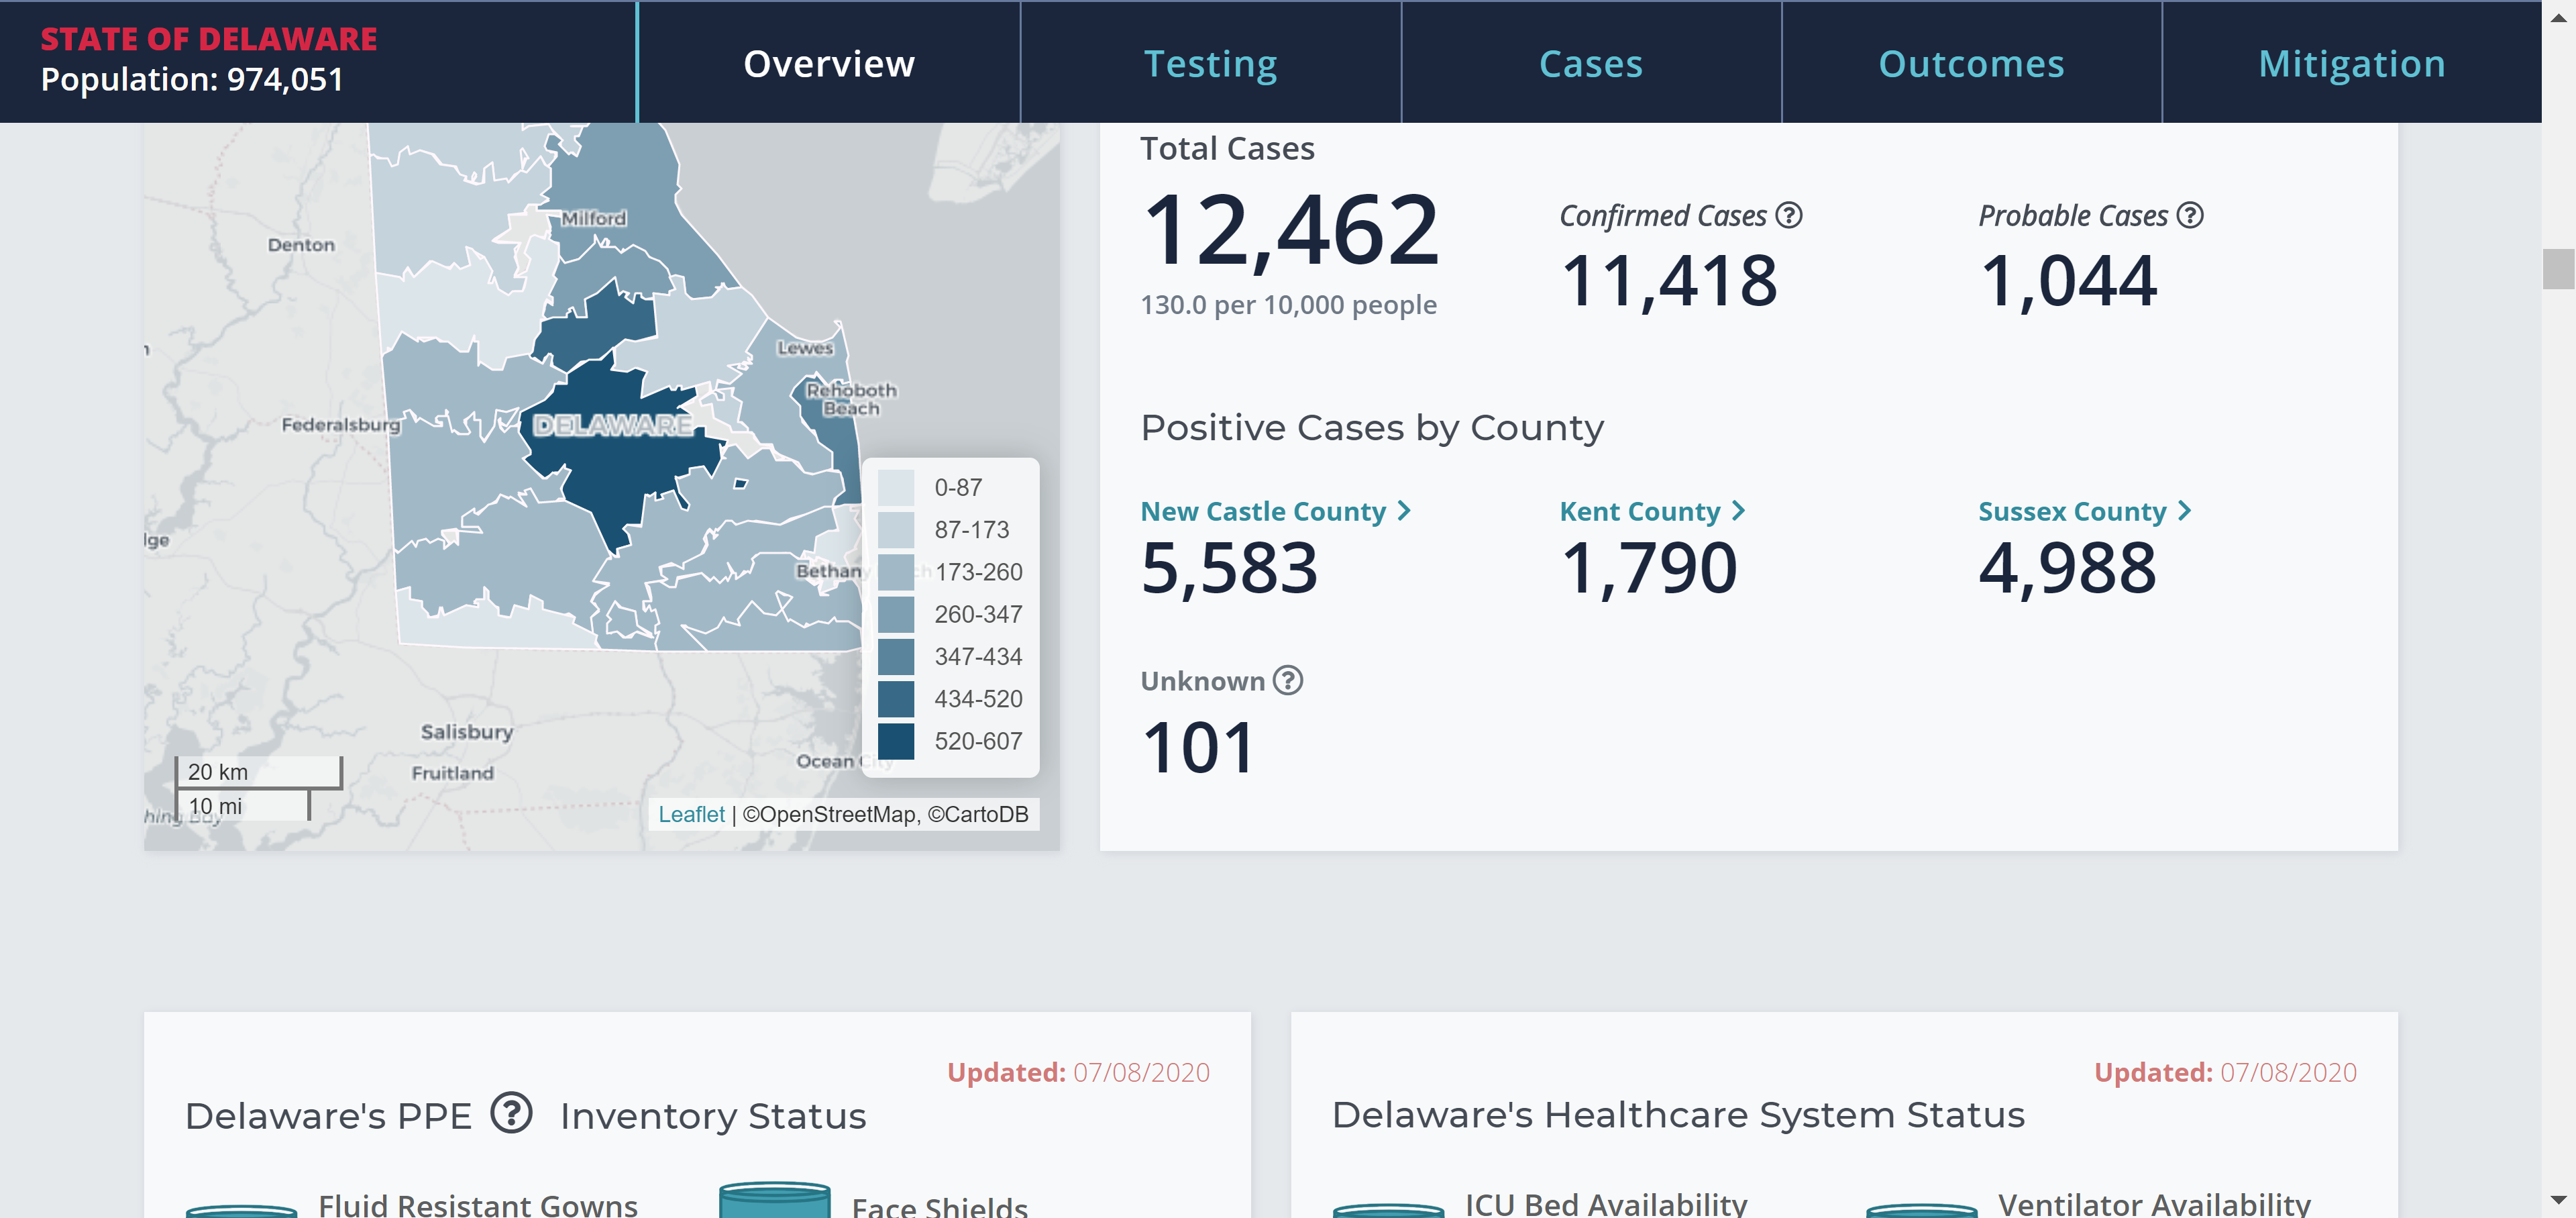 STATE OF DELAWARE
Population: 974,051
Overview
Testing
Cases
Outcomes
Mitigation
Milford
Denton
Lewes
Rehoboth
Beach
DELAWARE
Federalsburg
Bethany
Salisbury
Fruitland
Ocean City
0-87
87-173
173-260
260-347
347-434
434-520
520-607
20 km
10 mi
Leaflet | ©OpenStreetMap, ©CartoDB
Total Cases
12,462
130.0 per 10,000 people
Confirmed Cases ?
11,418
Probable Cases ?
1,044
Positive Cases by County
New Castle County >
5,583
Kent County >
1,790
Sussex County >
4,988
Unknown ?
101
Updated: 07/08/2020
Delaware's PPE ? Inventory Status
Fluid Resistant Gowns
Face Shields
Updated: 07/08/2020
Delaware's Healthcare System Status
ICU Bed Availability
Ventilator Availability